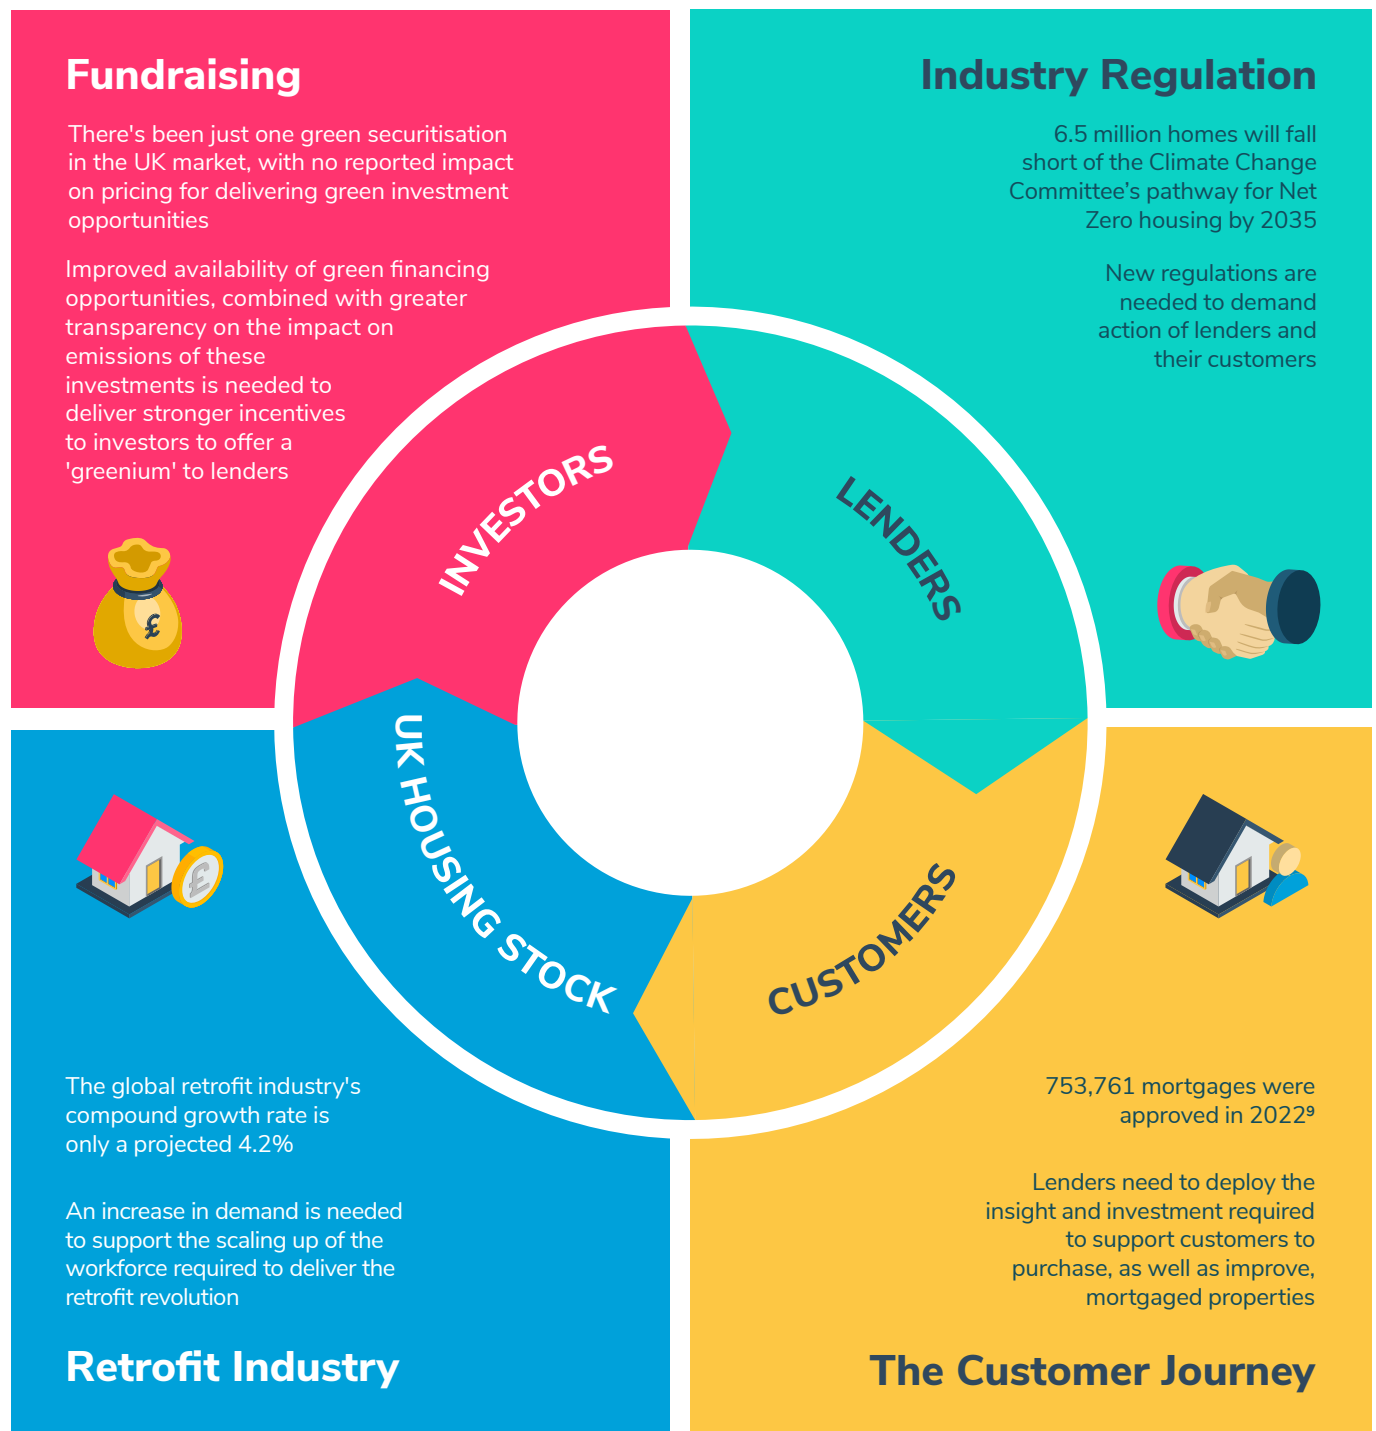 Fundraising
There's been just one green securitisation
in the UK market, with no reported impact
on pricing for delivering green investment
opportunities
Improved availability of green financing
opportunities, combined with greater
transparency on the impact on
emissions of these
investments is needed to
deliver stronger incentives
to investors to offer a
'greenium' to lenders
£
Industry Regulation
6.5 million homes will fall
short of the Climate Change
Committee’s pathway for Net
Zero housing by 2035
New regulations are
needed to demand
action of lenders and
their customers
INVESTORS
LENDERS
UK HOUSING STOCK
CUSTOMERS
£
The global retrofit industry's
compound growth rate is
only a projected 4.2%
An increase in demand is needed
to support the scaling up of the
workforce required to deliver the
retrofit revolution
Retrofit Industry
753,761 mortgages were
approved in 2022⁹
Lenders need to deploy the
insight and investment required
to support customers to
purchase, as well as improve,
mortgaged properties
The Customer Journey